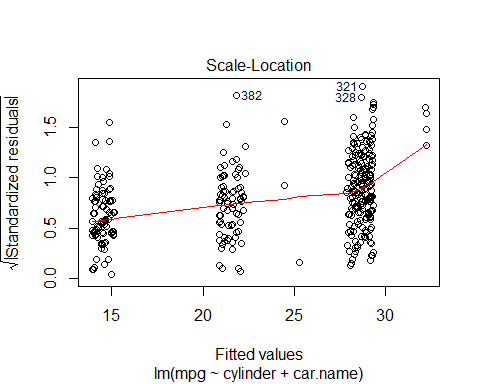 Scale-Location
√|Standardized residuals|
0.0 0.5 1.0 1.5
382
321
328
15 20 25 30
Fitted values
lm(mpg ~ cylinder + car.name)